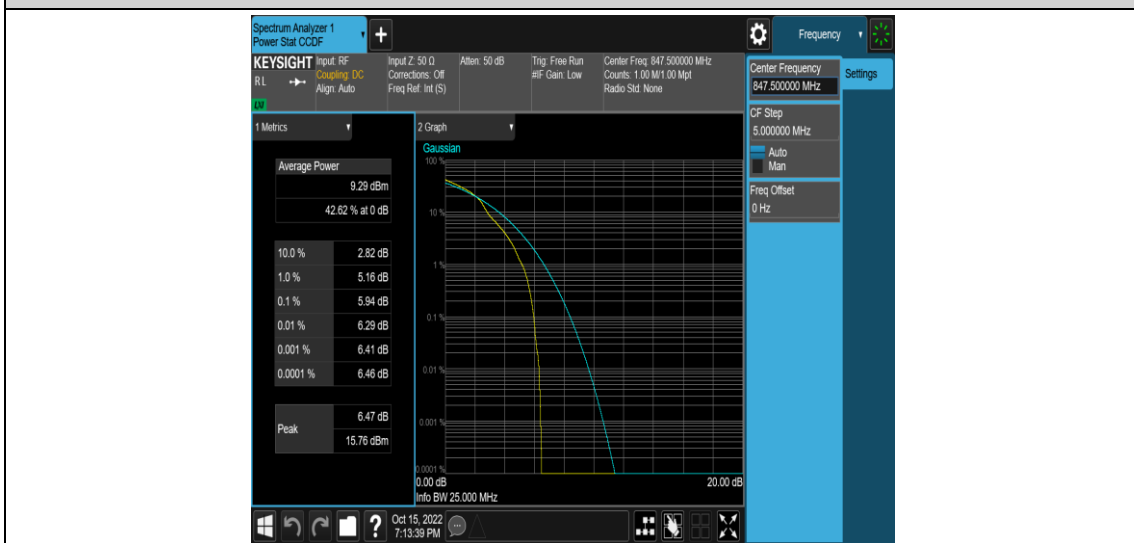 Spectrum Analyzer 1
Power Stat CCDF
+
Frequency
KEYSIGHT
RL
LXI
Input: RF
Coupling: DC
Align: Auto
Input Z: 50 Ω
Corrections: Off
Freq Ref: Int (S)
Atten: 50 dB
Trig: Free Run
#IF Gain: Low
Center Freq: 847.500000 MHz
Counts: 1.00 M/1.00 Mpt
Radio Std: None
Center Frequency
847.500000 MHz
Settings
CF Step
5.000000 MHz
Auto
Man
Freq Offset
0 Hz
1 Metrics
Average Power
9.29 dBm
42.62 % at 0 dB
10.0 % 2.82 dB
1.0 % 5.16 dB
0.1 % 5.94 dB
0.01 % 6.29 dB
0.001 % 6.41 dB
0.0001 % 6.46 dB
Peak 6.47 dB
15.76 dBm
2 Graph
Gaussian
100 %
10 %
1 %
0.1 %
0.01 %
0.001 %
0.0001 %
0.00 dB 20.00 dB
Info BW 25.000 MHz
?
Oct 15, 2022
7:13:39 PM